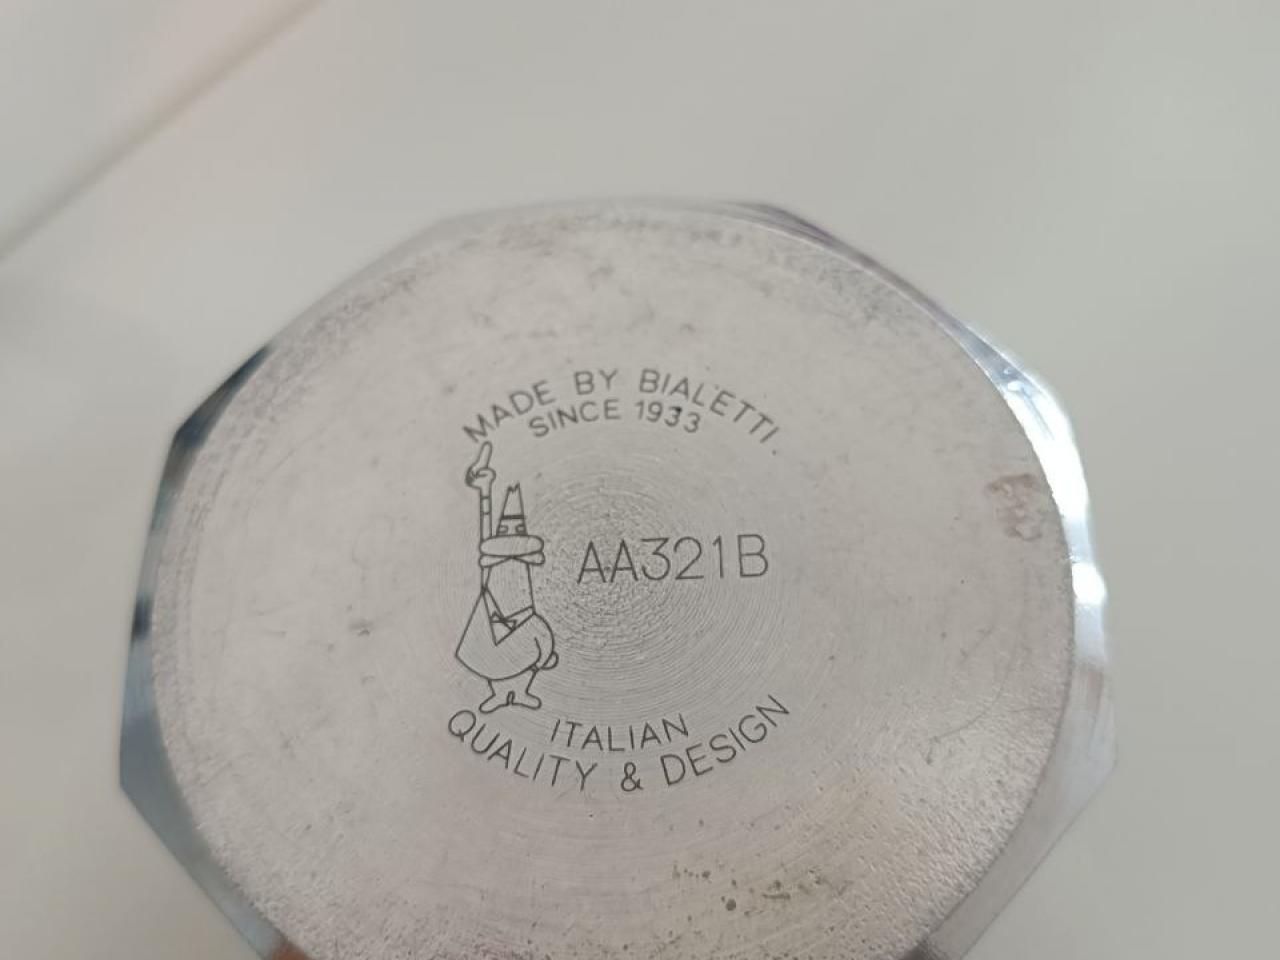 MADE BY BIALETTI
SINCE 1933
AA321B
ITALIAN
QUALITY & DESIGN